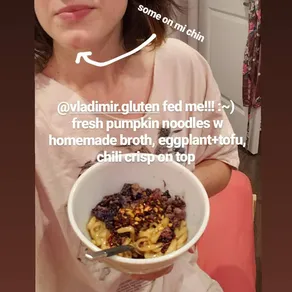 some on mi chin
@vladimir.gluten fed me!!! :~)
fresh pumpkin noodles w
homemade broth, eggplant+tofu,
chili crisp on top